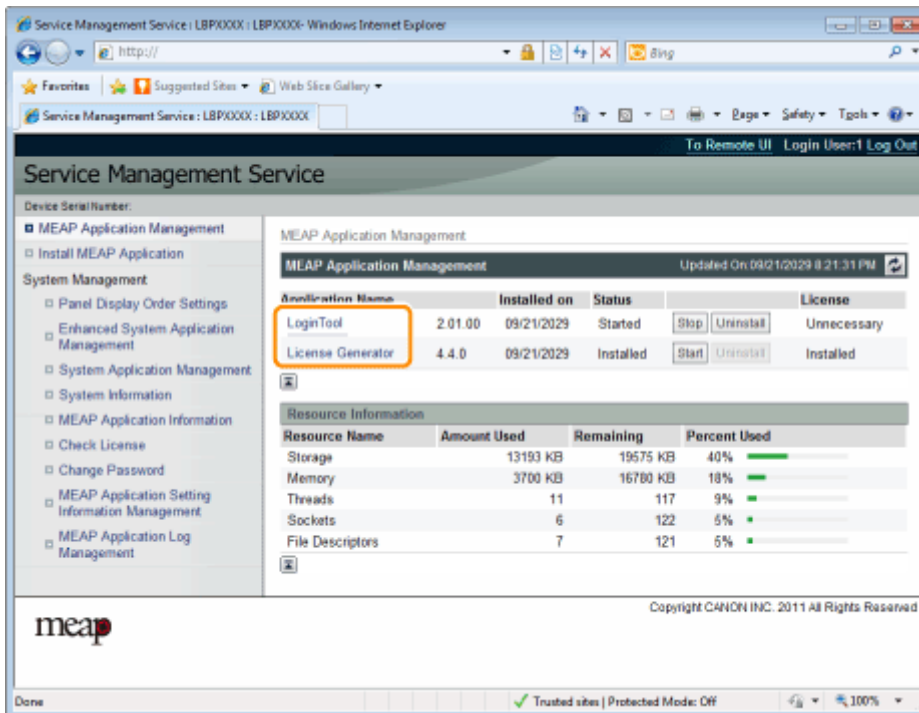 Service Management Service : LBPXXXX : LBPXXXX- Windows Internet Explorer
http://
Bing
Favorites Suggested Sites Web Slice Gallery
Service Management Service : LBPXXXX : LBPXXXX Page Safety Tools
To Remote UI Login User:1 Log Out
Service Management Service
Device Serial Number:
MEAP Application Management
Install MEAP Application
System Management
Panel Display Order Settings
Enhanced System Application
Management
System Application Management
System Information
MEAP Application Information
Check License
Change Password
MEAP Application Setting
Information Management
MEAP Application Log
Management
MEAP Application Management
MEAP Application Management Updated On:09/21/2029 8:21:31 PM
Application Name Installed on Status License
LoginTool 2.01.00 09/21/2029 Started Stop Uninstall Unnecessary
License Generator 4.4.0 09/21/2029 Installed Start Uninstall Installed
Resource Information
Resource Name Amount Used Remaining Percent Used
Storage 13193 KB 19575 KB 40%
Memory 3700 KB 16780 KB 18%
Threads 11 117 9%
Sockets 6 122 5%
File Descriptors 7 121 6%
Copyright CANON INC. 2011 All Rights Reserved
meap
Done Trusted sites | Protected Mode: Off 100%